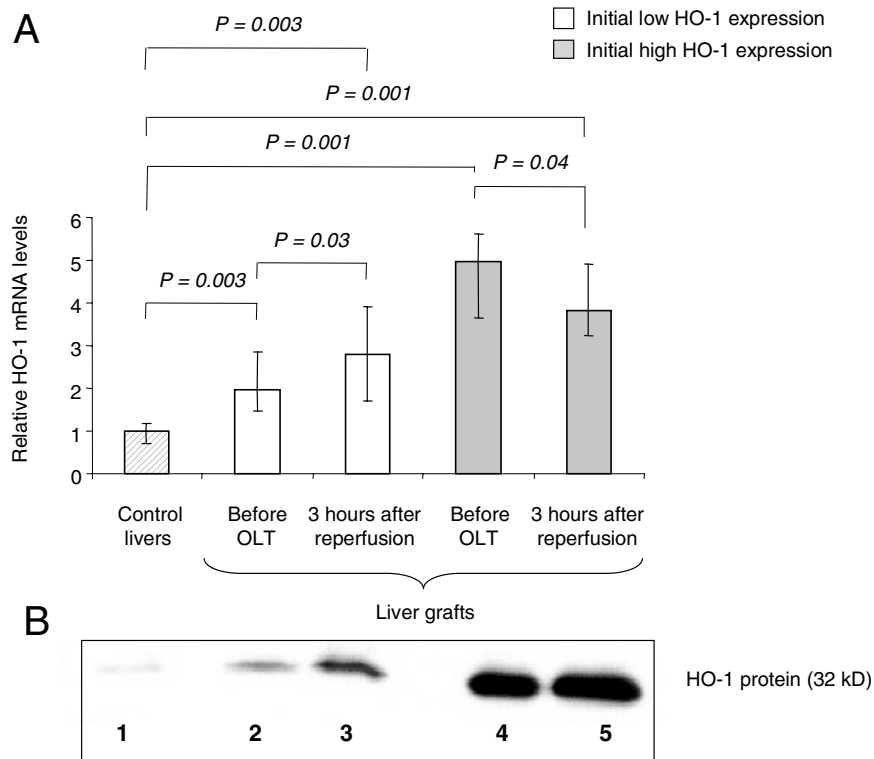 A
Initial low HO-1 expression
Initial high HO-1 expression
P = 0.003
P = 0.001
P = 0.001
P = 0.04
P = 0.03
P = 0.003
Relative HO-1 mRNA levels
6
5
4
3
2
1
0
Control livers
Before OLT
3 hours after reperfusion
Before OLT
3 hours after reperfusion
Liver grafts
B
HO-1 protein (32 kD)
1 2 3 4 5